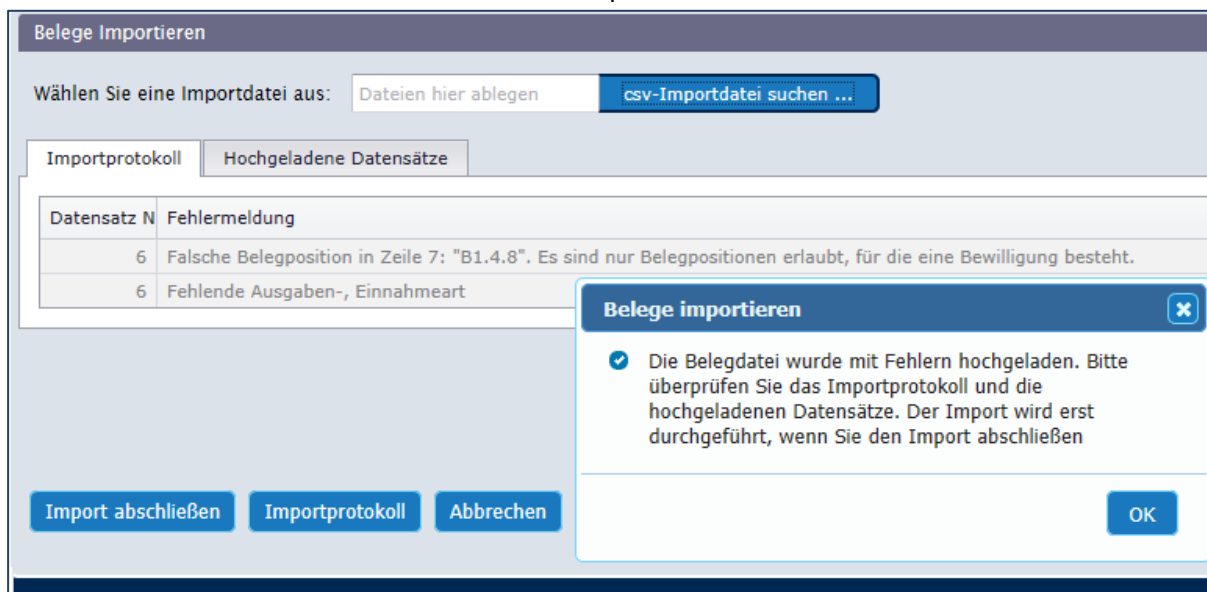 Belege Importieren
Wählen Sie eine Importdatei aus: Dateien hier ablegen csv-Importdatei suchen ...
Importprotokoll Hochgeladene Datensätze
Datensatz N Fehlermeldung
6 Falsche Belegposition in Zeile 7: "B1.4.8". Es sind nur Belegpositionen erlaubt, für die eine Bewilligung besteht.
6 Fehlende Ausgaben-, Einnahmeart
Belege importieren
Die Belegdatei wurde mit Fehlern hochgeladen. Bitte
überprüfen Sie das Importprotokoll und die
hochgeladenen Datensätze. Der Import wird erst
durchgeführt, wenn Sie den Import abschließen
Import abschließen Importprotokoll Abbrechen
OK